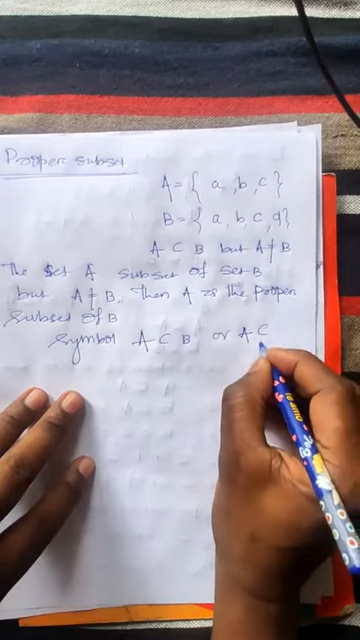 Proper subset
A = { a, b, c }
B = { a, b, c, d }
A ⊂ B but A ≠ B
The Set A subset of set B
but A ≠ B. Then A is the Proper
Subset of B
Symbol A ⊂ B or A ⊂